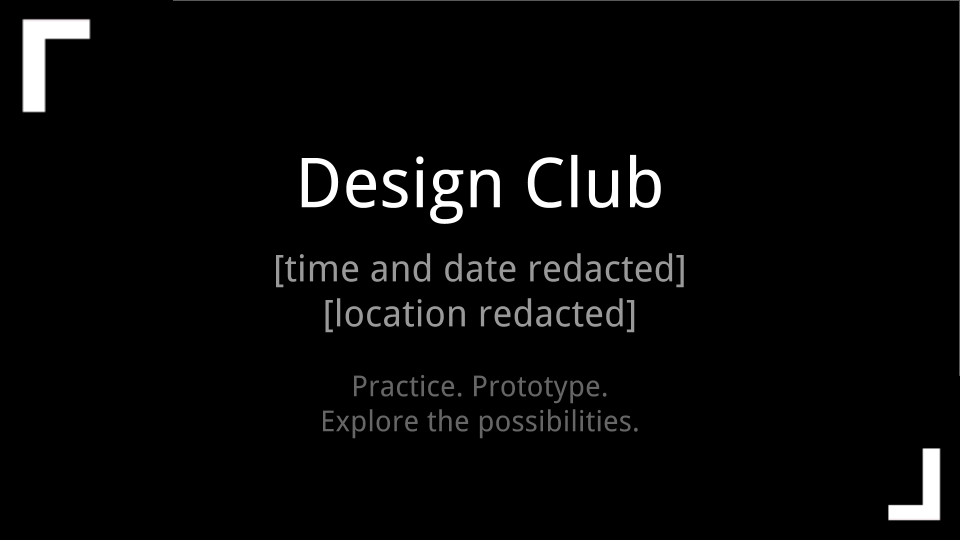 Design Club
[time and date redacted]
[location redacted]
Practice. Prototype.
Explore the possibilities.